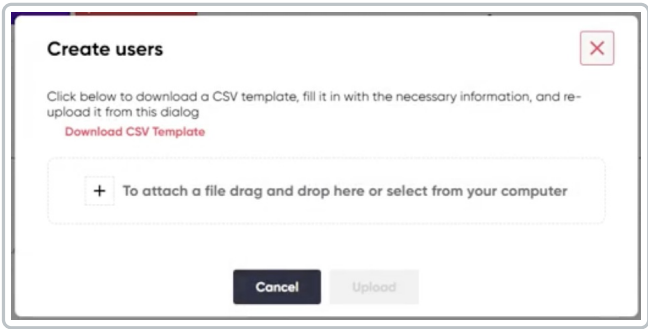 Create users
Click below to download a CSV template, fill it in with the necessary information, and re-
upload it from this dialog
Download CSV Template
+ To attach a file drag and drop here or select from your computer
Cancel Upload